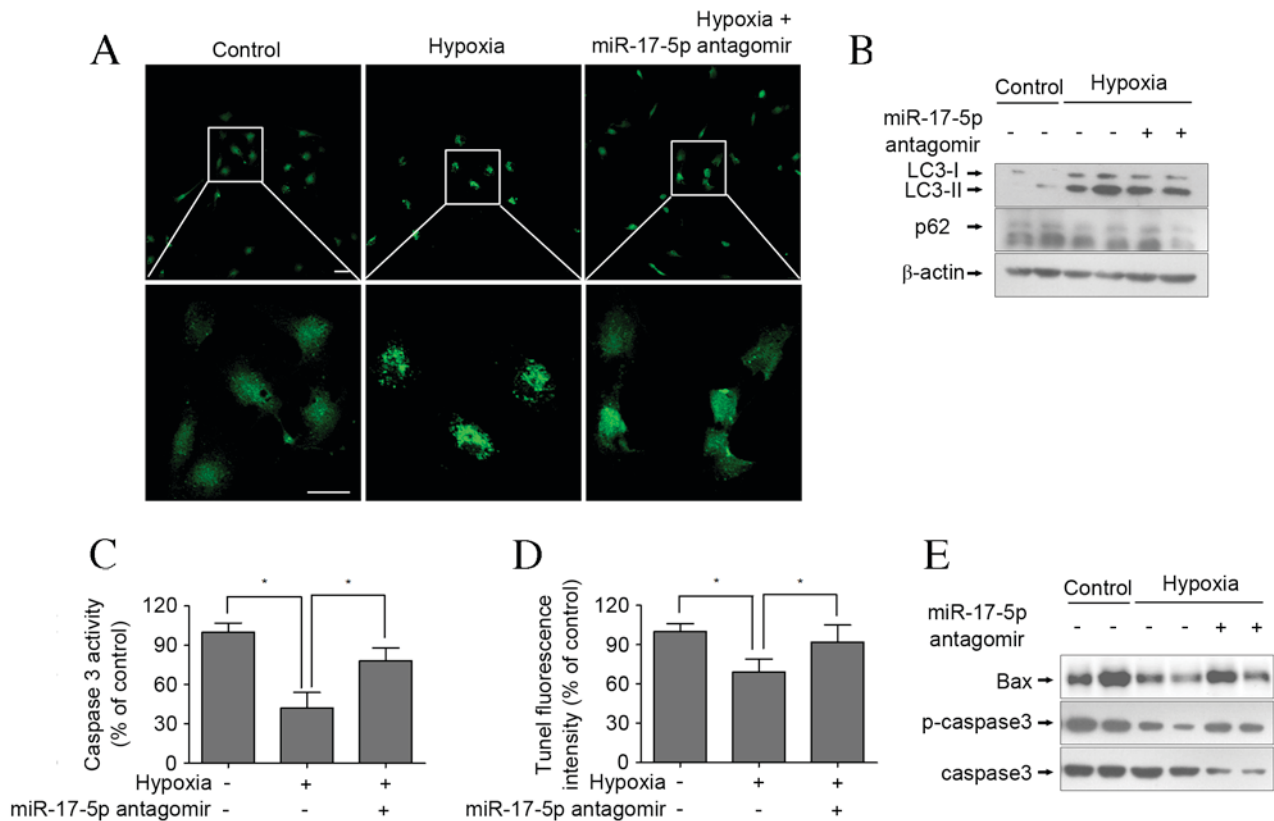 A
Control
Hypoxia
Hypoxia +
miR-17-5p antagomir
B
Control
Hypoxia
miR-17-5p
antagomir
- - - - + +
LC3-I
LC3-II
p62
β-actin
C
Caspase 3 activity
(% of control)
120
90
60
30
0
* *
Hypoxia - + +
miR-17-5p antagomir - - +
D
Tunel fluorescence
intensity (% of control)
120
90
60
30
0
* *
Hypoxia - + +
miR-17-5p antagomir - - +
E
Control
Hypoxia
miR-17-5p
antagomir
- - - - + +
Bax
p-caspase3
caspase3